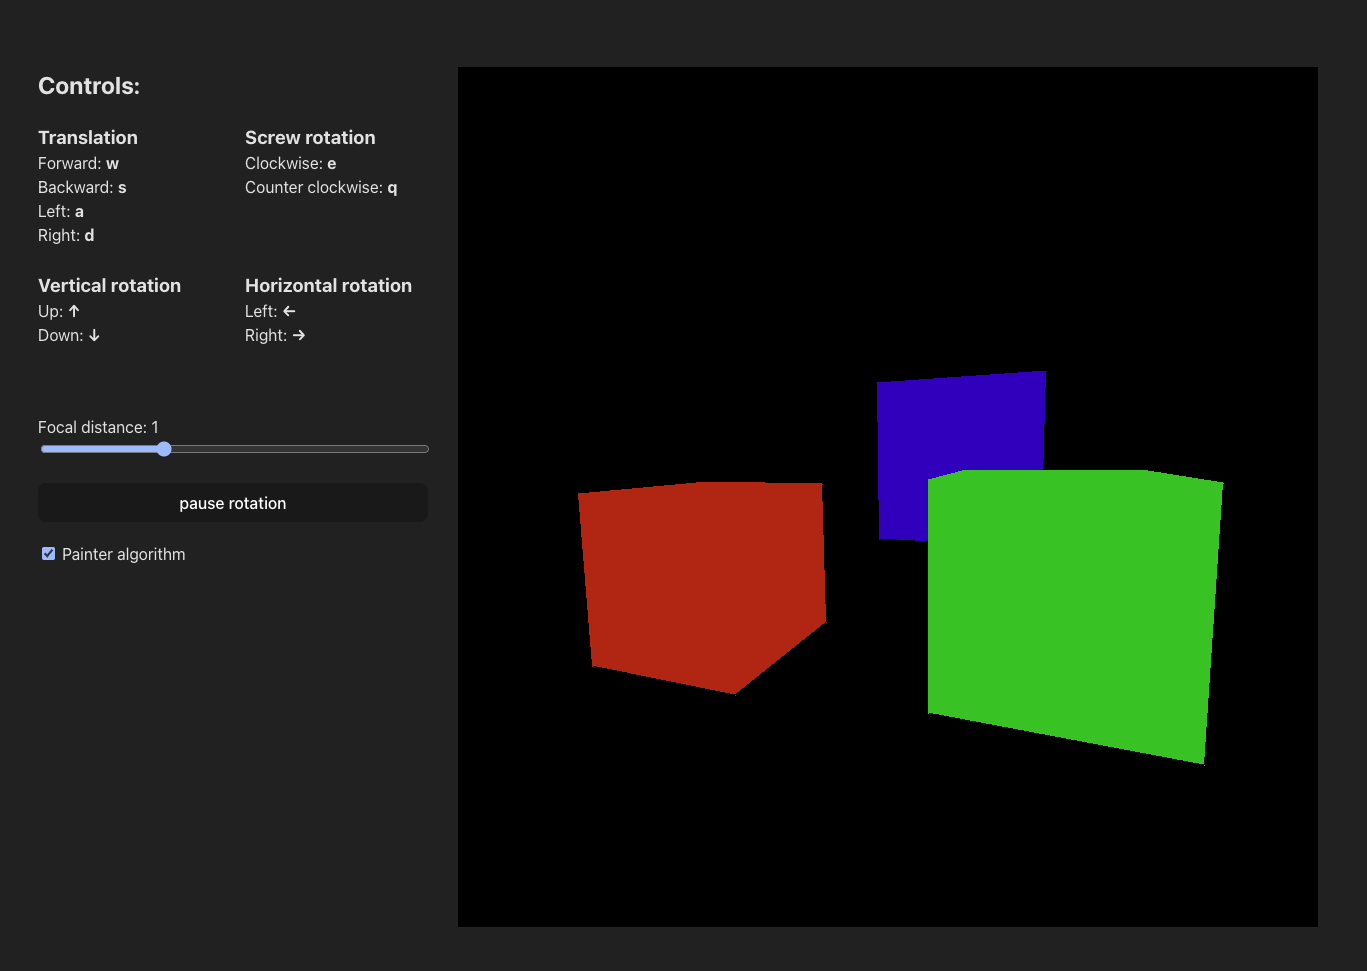 Controls:
Translation
Forward: w
Backward: s
Left: a
Right: d
Screw rotation
Clockwise: e
Counter clockwise: q
Vertical rotation
Up: ↑
Down: ↓
Horizontal rotation
Left: ←
Right: →
Focal distance: 1
pause rotation
Painter algorithm